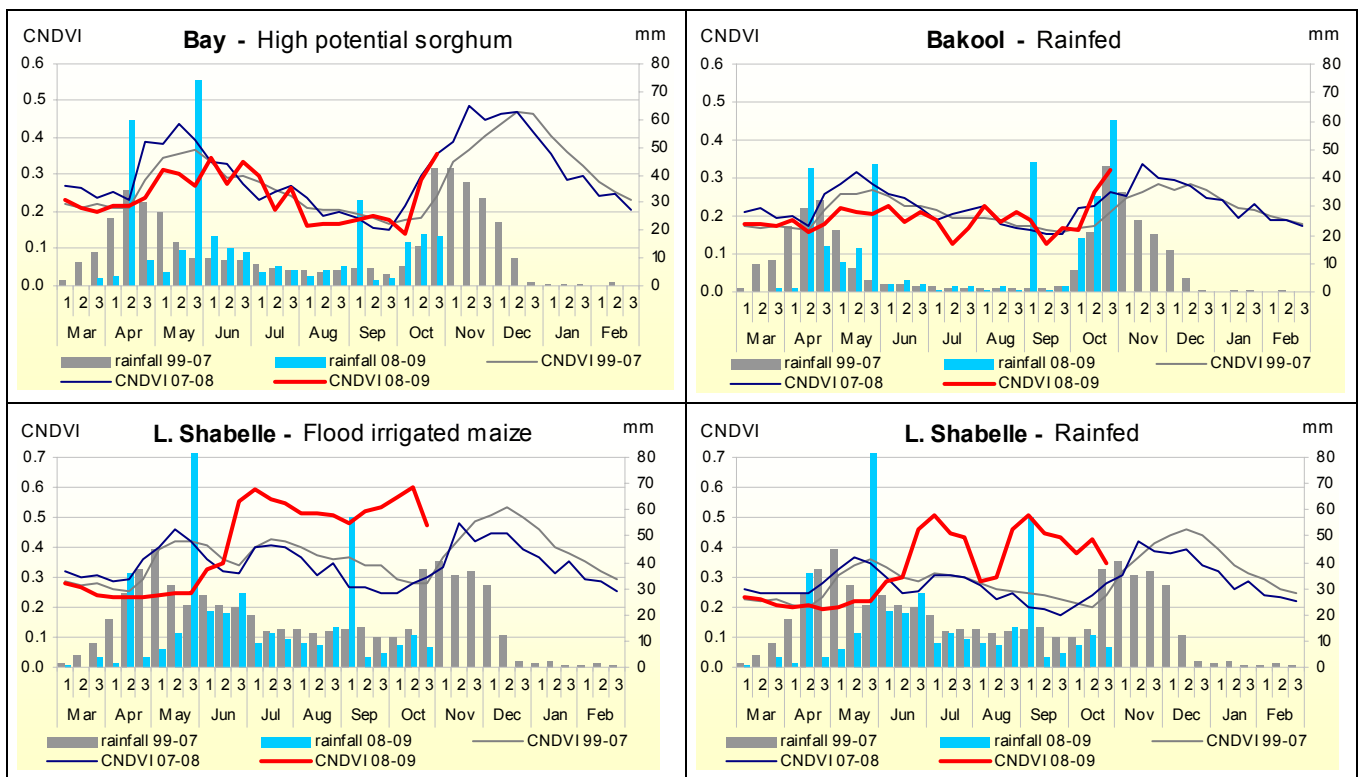 CNDVI Bay - High potential sorghum mm
0.6 80
70
0.5
60
0.4 50
0.3 40
30
0.2
20
0.1
10
0.0 0
1 2 3 1 2 3 1 2 3 1 2 3 1 2 3 1 2 3 1 2 3 1 2 3 1 2 3 1 2 3 1 2 3 1 2 3
Mar Apr May Jun Jul Aug Sep Oct Nov Dec Jan Feb
rainfall 99-07 rainfall 08-09 CNDVI 99-07
CNDVI 07-08 CNDVI 08-09
CNDVI Bakool - Rainfed mm
0.6 80
70
0.5
60
0.4 50
0.3 40
30
0.2
20
0.1
10
0.0 0
1 2 3 1 2 3 1 2 3 1 2 3 1 2 3 1 2 3 1 2 3 1 2 3 1 2 3 1 2 3 1 2 3 1 2 3
Mar Apr May Jun Jul Aug Sep Oct Nov Dec Jan Feb
rainfall 99-07 rainfall 08-09 CNDVI 99-07
CNDVI 07-08 CNDVI 08-09
CNDVI L. Shabelle - Flood irrigated maize mm
0.7 80
0.6 70
0.5 60
50
0.4
40
0.3
30
0.2 20
0.1 10
0.0 0
1 2 3 1 2 3 1 2 3 1 2 3 1 2 3 1 2 3 1 2 3 1 2 3 1 2 3 1 2 3 1 2 3 1 2 3
Mar Apr May Jun Jul Aug Sep Oct Nov Dec Jan Feb
rainfall 99-07 rainfall 08-09 CNDVI 99-07
CNDVI 07-08 CNDVI 08-09
CNDVI L. Shabelle - Rainfed mm
0.7 80
0.6 70
0.5 60
50
0.4
40
0.3
30
0.2 20
0.1 10
0.0 0
1 2 3 1 2 3 1 2 3 1 2 3 1 2 3 1 2 3 1 2 3 1 2 3 1 2 3 1 2 3 1 2 3 1 2 3
Mar Apr May Jun Jul Aug Sep Oct Nov Dec Jan Feb
rainfall 99-07 rainfall 08-09 CNDVI 99-07
CNDVI 07-08 CNDVI 08-09